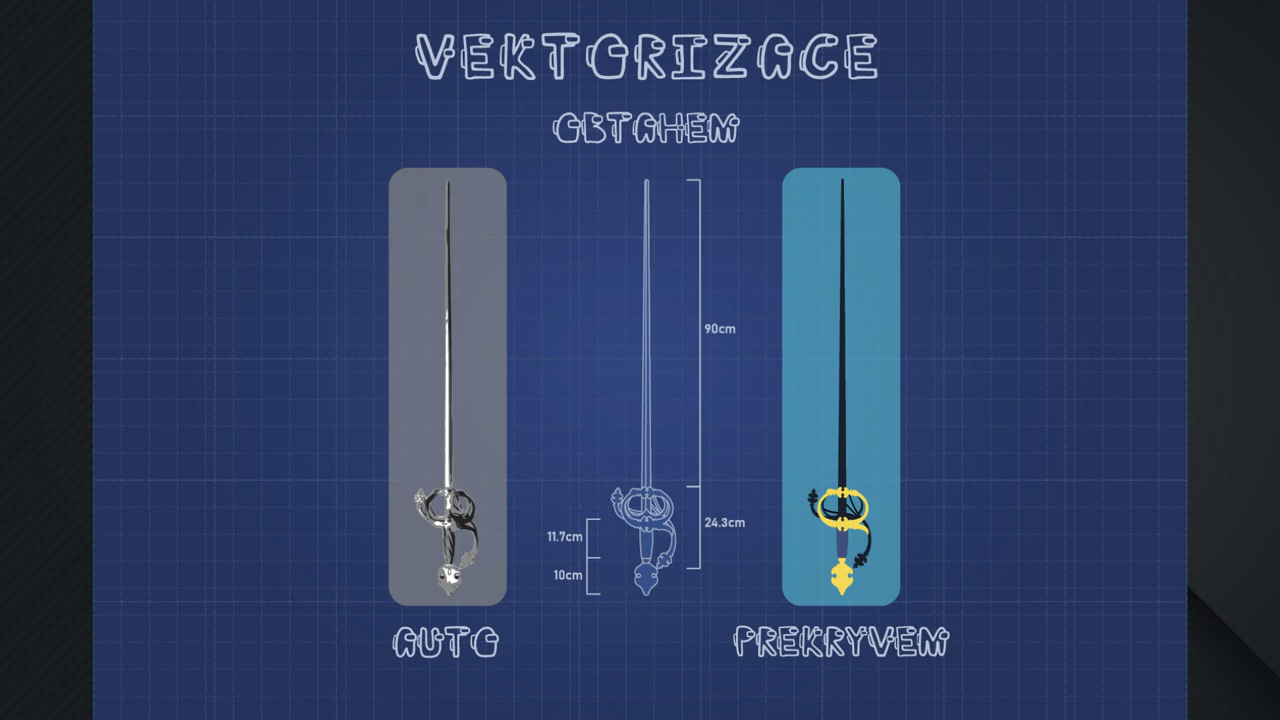 VEKTORIZACE
OBTAHEM
90cm
24.3cm
11.7cm
10cm
AUTO
PREKRYVEM